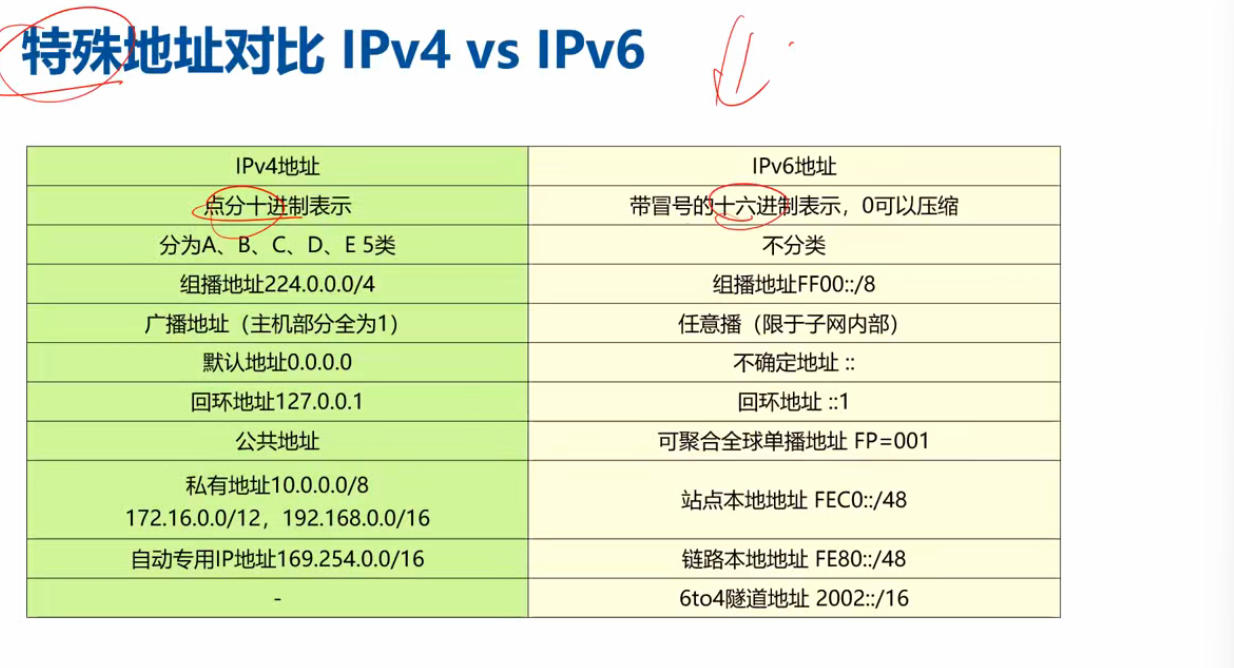 特殊地址对比 IPv4 vs IPv6
IPv4地址
IPv6地址
点分十进制表示
带冒号的十六进制表示，0可以压缩
分为A、B、C、D、E 5类
不分类
组播地址224.0.0.0/4
组播地址FF00::/8
广播地址（主机部分全为1）
任意播（限于子网内部）
默认地址0.0.0.0
不确定地址 ::
回环地址127.0.0.1
回环地址 ::1
公共地址
可聚合全球单播地址 FP=001
私有地址10.0.0.0/8
172.16.0.0/12，192.168.0.0/16
站点本地地址 FEC0::/48
自动专用IP地址169.254.0.0/16
链路本地地址 FE80::/48
-
6to4隧道地址 2002::/16